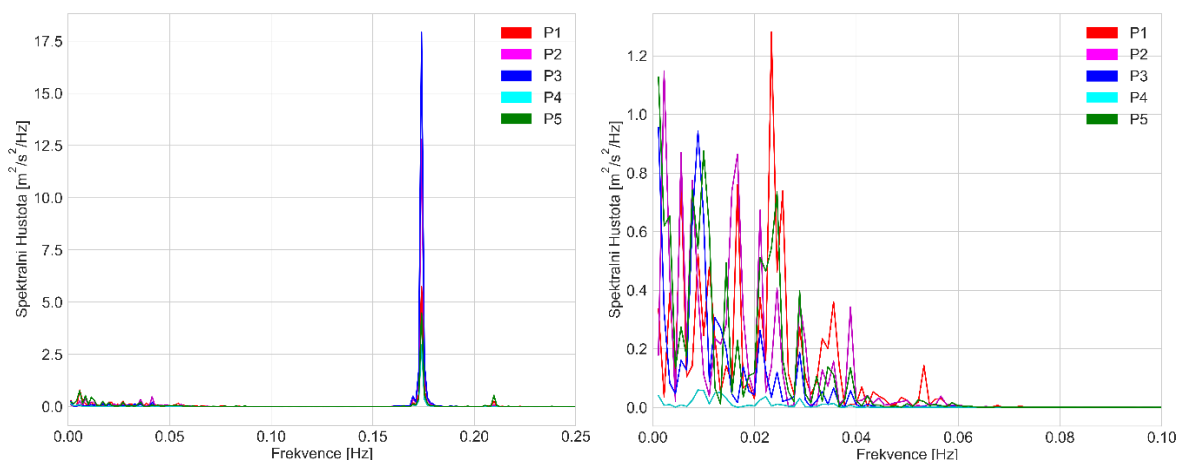 17.5
15.0
12.5
10.0
7.5
5.0
2.5
0.0
Spektralni Hustota [m²/s²/Hz]
0.00 0.05 0.10 0.15 0.20 0.25
Frekvence [Hz]
P1
P2
P3
P4
P5
1.2
1.0
0.8
0.6
0.4
0.2
0.0
Spektralni Hustota [m²/s²/Hz]
0.00 0.02 0.04 0.06 0.08 0.10
Frekvence [Hz]
P1
P2
P3
P4
P5